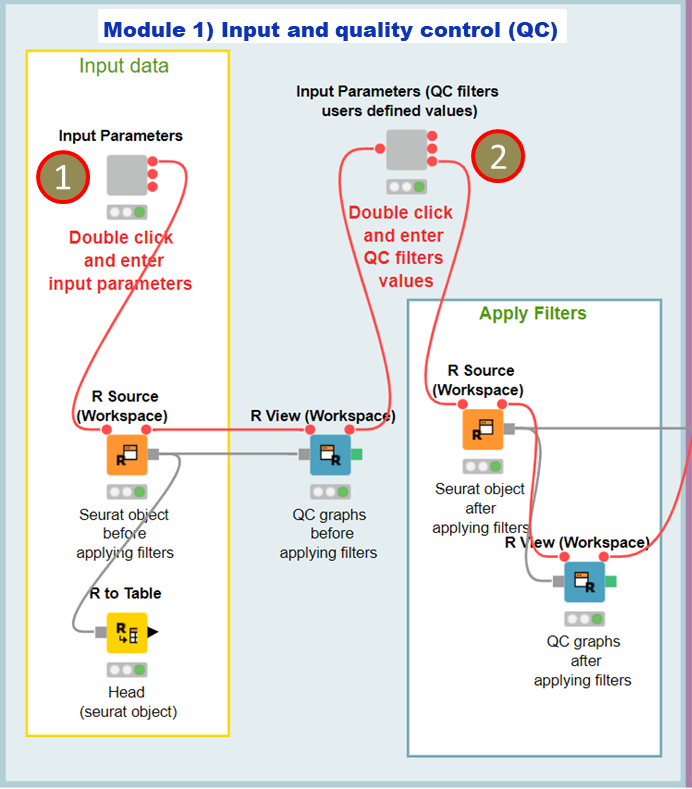 Module 1) Input and quality control (QC)
Input data
Input Parameters
1
Double click
and enter
input parameters
R Source
(Workspace)
R
Seurat object
before
applying filters
R to Table
R
Head
(seurat object)
Input Parameters (QC filters
users defined values)
2
Double click
and enter
QC filters
values
R View (Workspace)
R
QC graphs
before
applying filters
Apply Filters
R Source
(Workspace)
R
Seurat object
after
applying filters
R View (Workspace)
R
QC graphs
after
applying filters